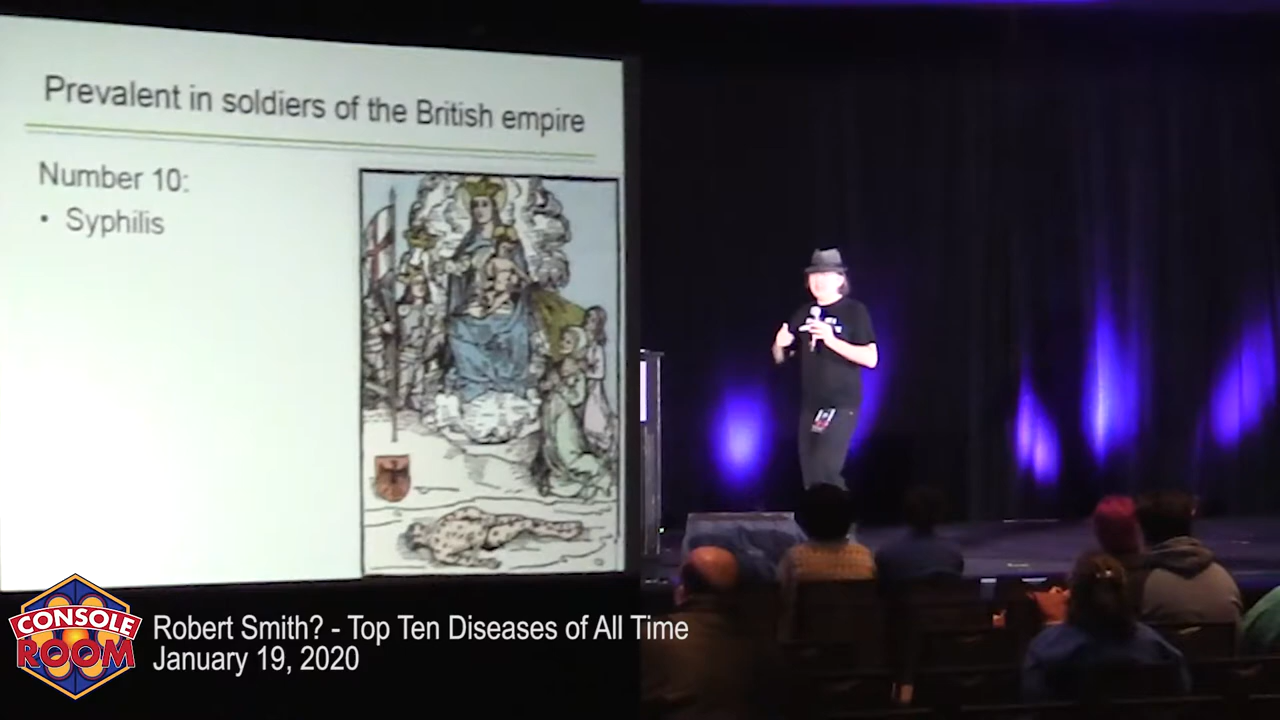 Prevalent in soldiers of the British empire
Number 10:
• Syphilis
CONSOLE
ROOM
Robert Smith? - Top Ten Diseases of All Time
January 19, 2020